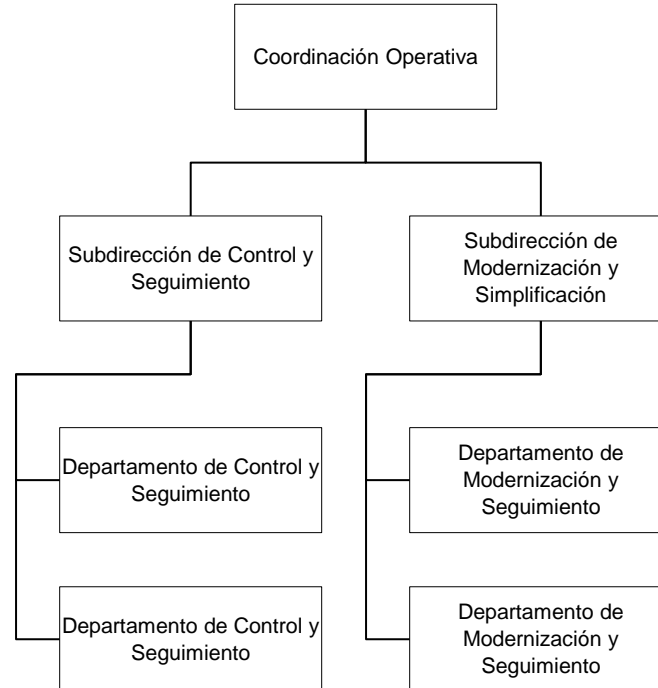 Coordinación Operativa
Subdirección de Control y
Seguimiento
Subdirección de
Modernización y
Simplificación
Departamento de Control y
Seguimiento
Departamento de
Modernización y
Seguimiento
Departamento de Control y
Seguimiento
Departamento de
Modernización y
Seguimiento